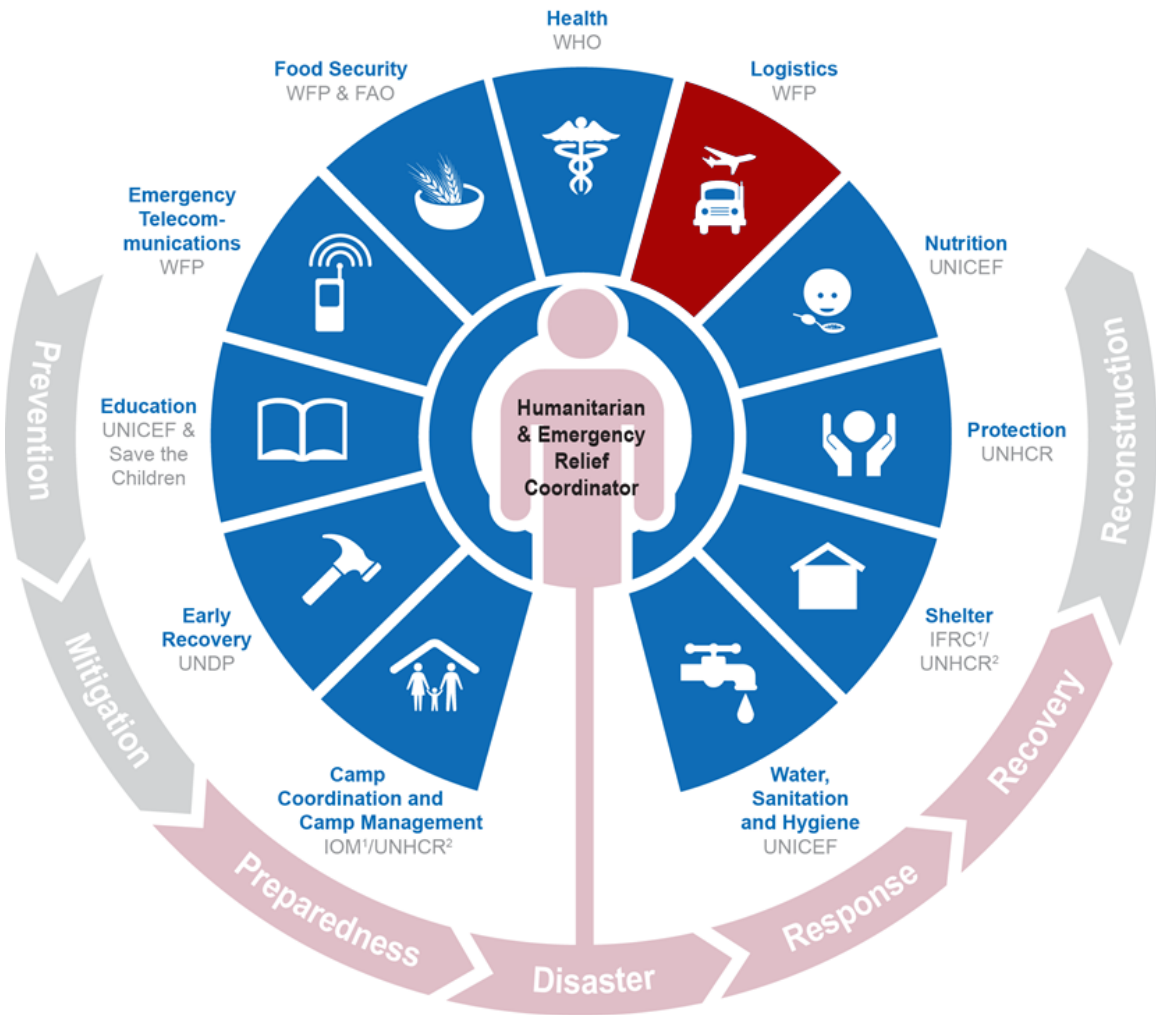 Health
WHO
Food Security
WFP & FAO
Logistics
WFP
Emergency
Telecom-
munications
WFP
Nutrition
UNICEF
Education
UNICEF &
Save the
Children
Humanitarian
& Emergency
Relief
Coordinator
Protection
UNHCR
Early
Recovery
UNDP
Shelter
IFRC¹/
UNHCR²
Camp
Coordination and
Camp Management
IOM¹/UNHCR²
Water,
Sanitation
and Hygiene
UNICEF
Prevention
Mitigation
Preparedness
Disaster
Response
Recovery
Reconstruction